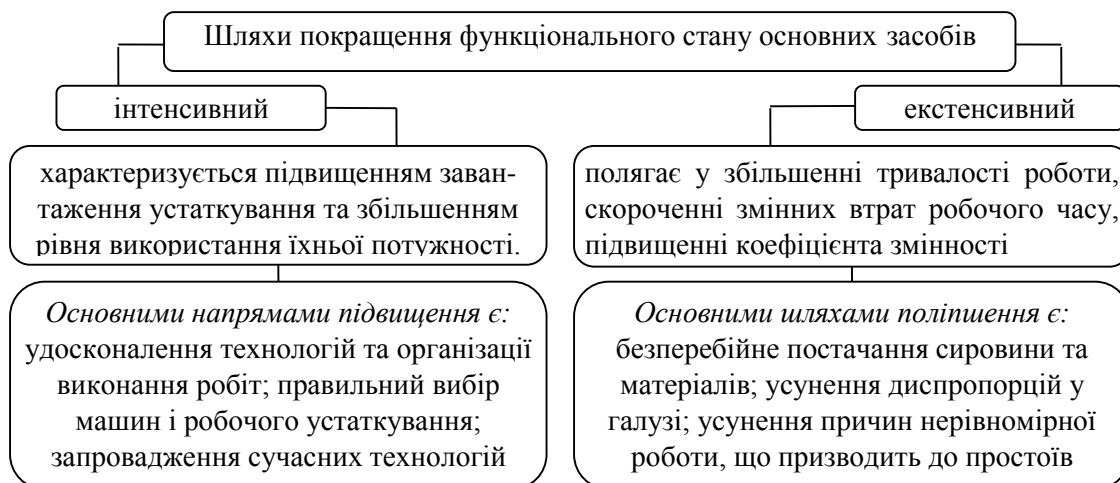 Шляхи покращення функціонального стану основних засобів
інтенсивний
екстенсивний
характеризується підвищенням заван-
таження устаткування та збільшенням
рівня використання їхньої потужності.
полягає у збільшенні тривалості роботи,
скороченні змінних втрат робочого часу,
підвищенні коефіцієнта змінності
Основними напрямами підвищення є:
удосконалення технологій та організації
виконання робіт; правильний вибір
машин і робочого устаткування;
запровадження сучасних технологій
Основними шляхами поліпшення є:
безперебійне постачання сировини та
матеріалів; усунення диспропорцій у
галузі; усунення причин нерівномірної
роботи, що призводить до простоїв